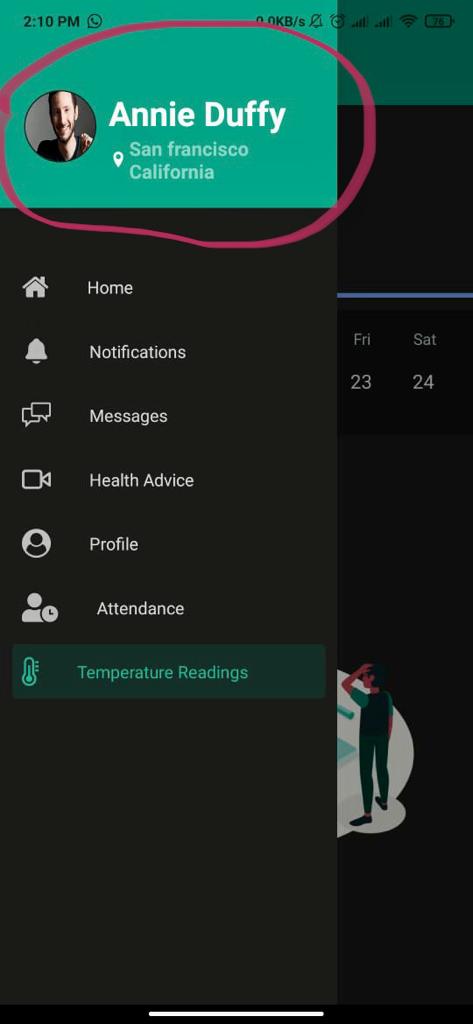 2:10 PM 0.0KB/s 76
Annie Duffy
San francisco
California
Home
Notifications
Fri Sat
23 24
Messages
Health Advice
Profile
Attendance
Temperature Readings